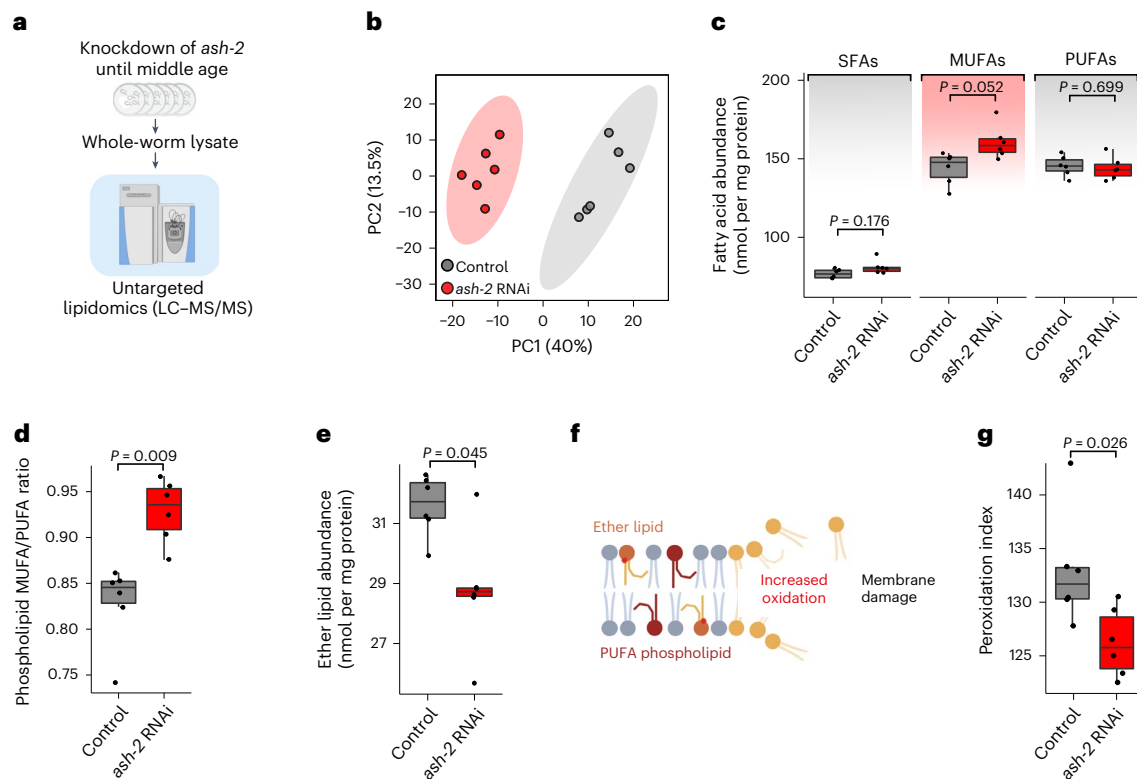 a
Knockdown of ash-2
until middle age
Whole-worm lysate
Untargeted
lipidomics (LC–MS/MS)
b
PC2 (13.5%)
20
10
0
−10
−20
−30
Control
ash-2 RNAi
−20
−10
0
10
20
PC1 (40%)
c
SFAs
MUFAs
PUFAs
Fatty acid abundance
(nmol per mg protein)
200
150
100
P = 0.176
P = 0.052
P = 0.699
Control
ash-2 RNAi
Control
ash-2 RNAi
Control
ash-2 RNAi
d
P = 0.009
Phospholipid MUFA/PUFA ratio
0.95
0.90
0.85
0.80
0.75
Control
ash-2 RNAi
e
P = 0.045
Ether lipid abundance
(nmol per mg protein)
31
29
27
Control
ash-2 RNAi
f
Ether lipid
Increased
oxidation
Membrane
damage
PUFA phospholipid
g
P = 0.026
Peroxidation index
140
135
130
125
Control
ash-2 RNAi